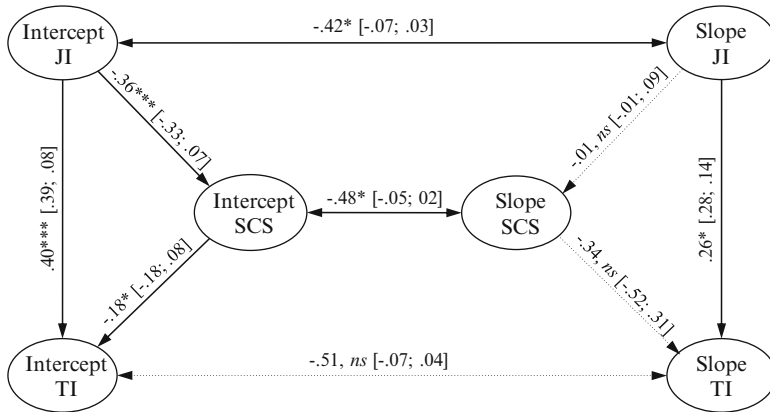 Intercept
JI
-.42* [-.07; .03]
Slope
JI
-.36*** [-.33; .07]
-.01, ns [-.01; .09]
.40*** [.39; .08]
Intercept
SCS
-.48* [-.05; 02]
Slope
SCS
.26* [.28; .14]
-.18* [-.18; .08]
-.34, ns [-.52; .31]
Intercept
TI
-.51, ns [-.07; .04]
Slope
TI